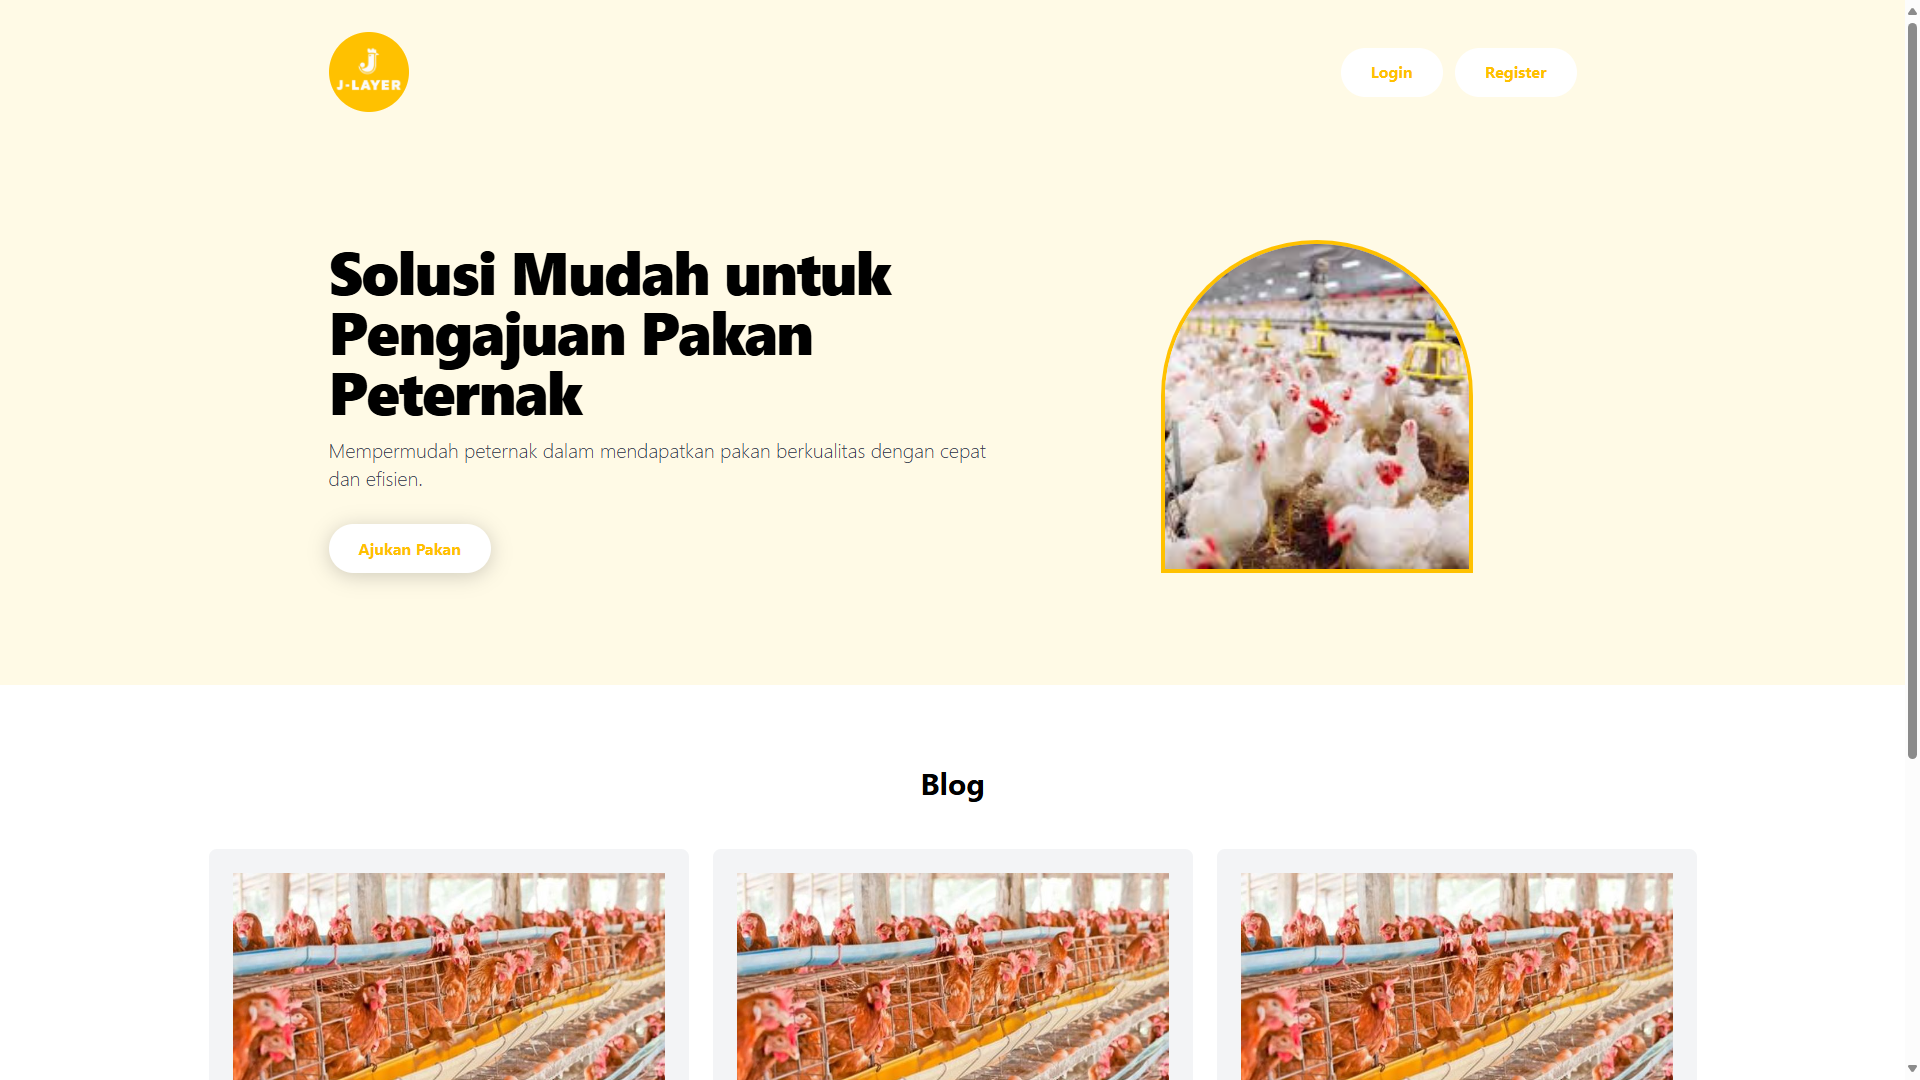 J-LAYER
Login
Register
Solusi Mudah untuk
Pengajuan Pakan
Peternak
Mempermudah peternak dalam mendapatkan pakan berkualitas dengan cepat
dan efisien.
Ajukan Pakan
Blog